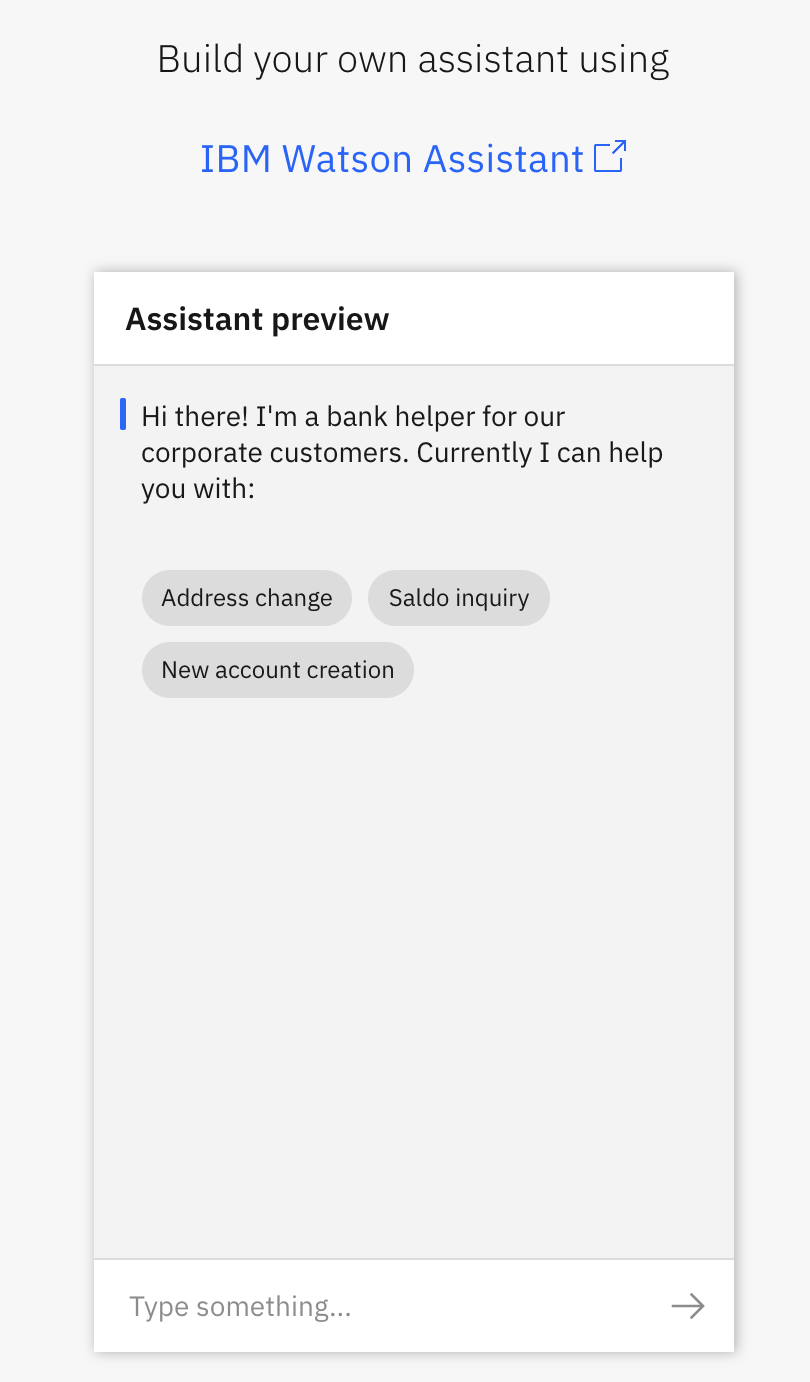 Build your own assistant using
IBM Watson Assistant
Assistant preview
Hi there! I'm a bank helper for our
corporate customers. Currently I can help
you with:
Address change
Saldo inquiry
New account creation
Type something...